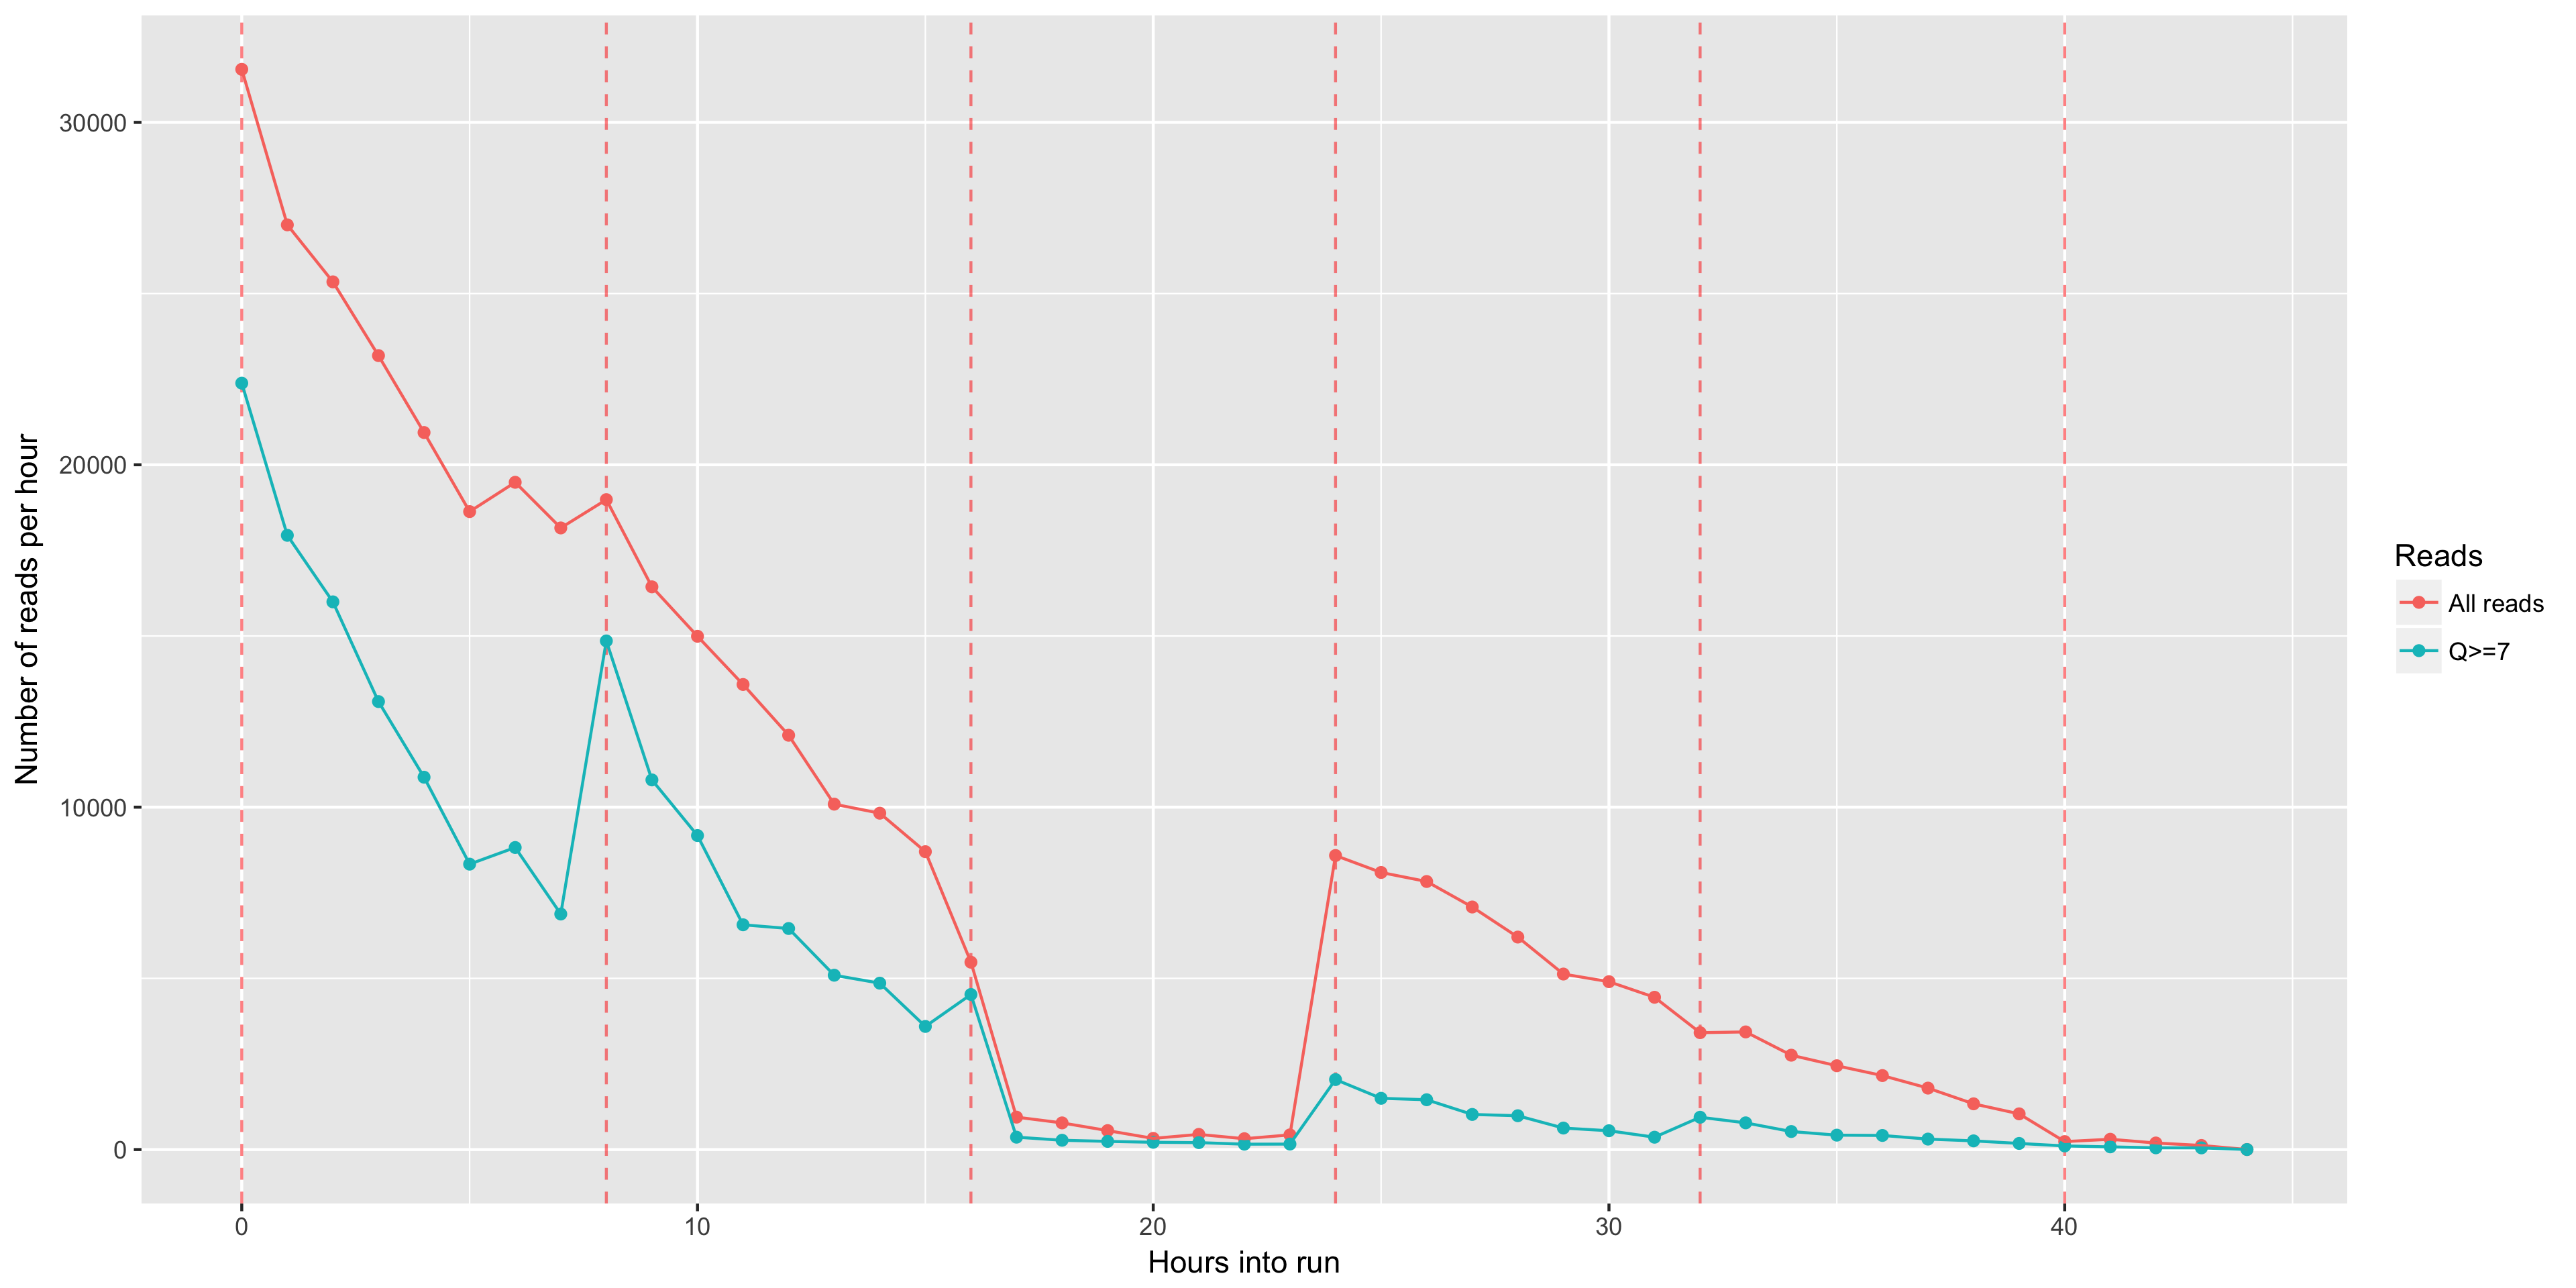 Number of reads per hour
30000
20000
10000
0
0 10 20 30 40
Hours into run
Reads
All reads
Q>=7